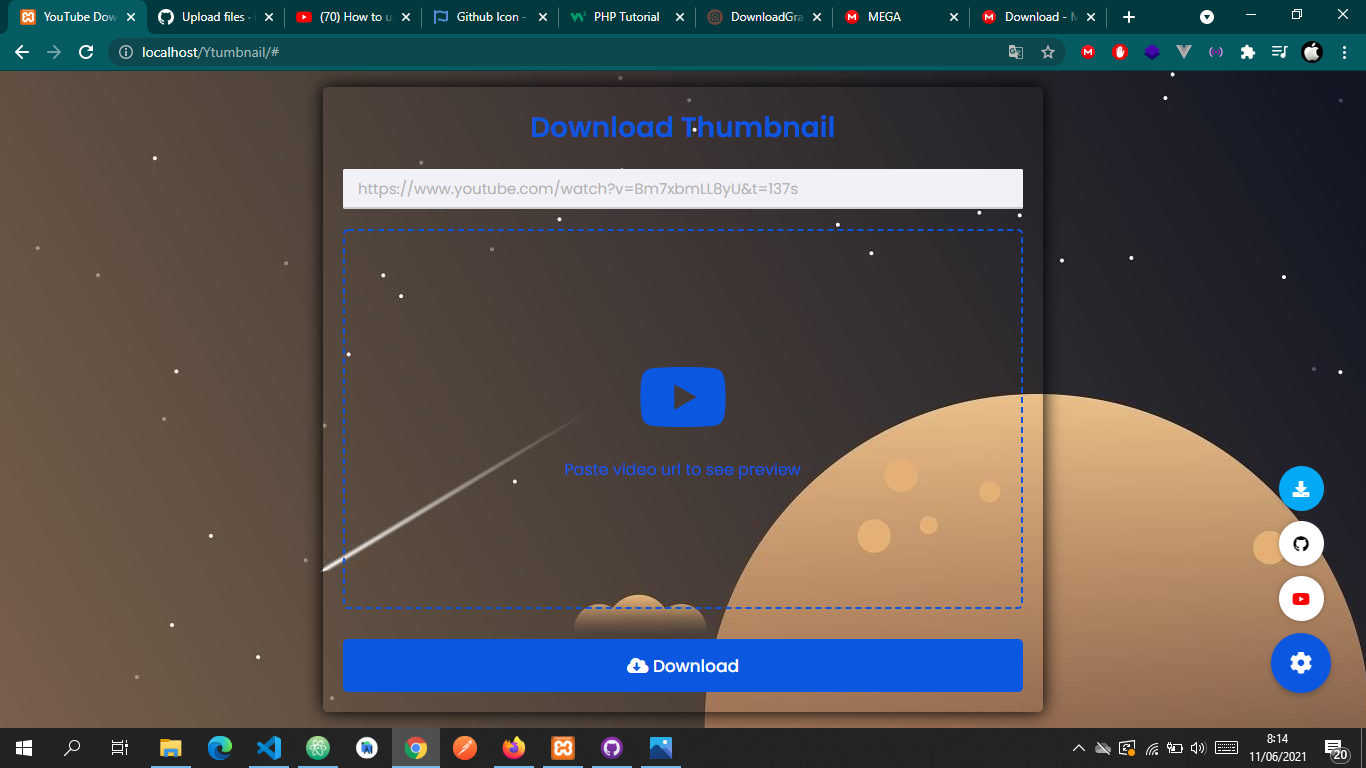 YouTube Dow
Upload files ·
(70) How to u
Github Icon -
PHP Tutorial
DownloadGra
MEGA
Download - M
localhost/Ytumbnail/#
Download Thumbnail
https://www.youtube.com/watch?v=Bm7xbmLL8yU&t=137s
Paste video url to see preview
Download
8:14
11/06/2021
20